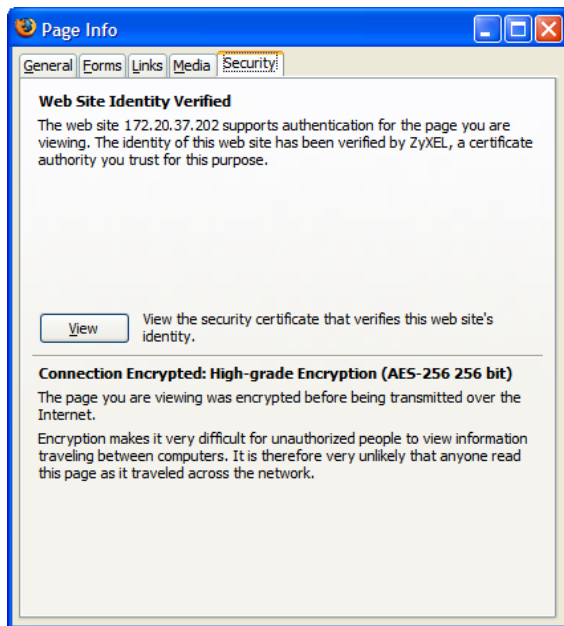 Page Info
General Forms Links Media Security
Web Site Identity Verified
The web site 172.20.37.202 supports authentication for the page you are
viewing. The identity of this web site has been verified by ZyXEL, a certificate
authority you trust for this purpose.
View
View the security certificate that verifies this web site's
identity.
Connection Encrypted: High-grade Encryption (AES-256 256 bit)
The page you are viewing was encrypted before being transmitted over the
Internet.
Encryption makes it very difficult for unauthorized people to view information
traveling between computers. It is therefore very unlikely that anyone read
this page as it traveled across the network.